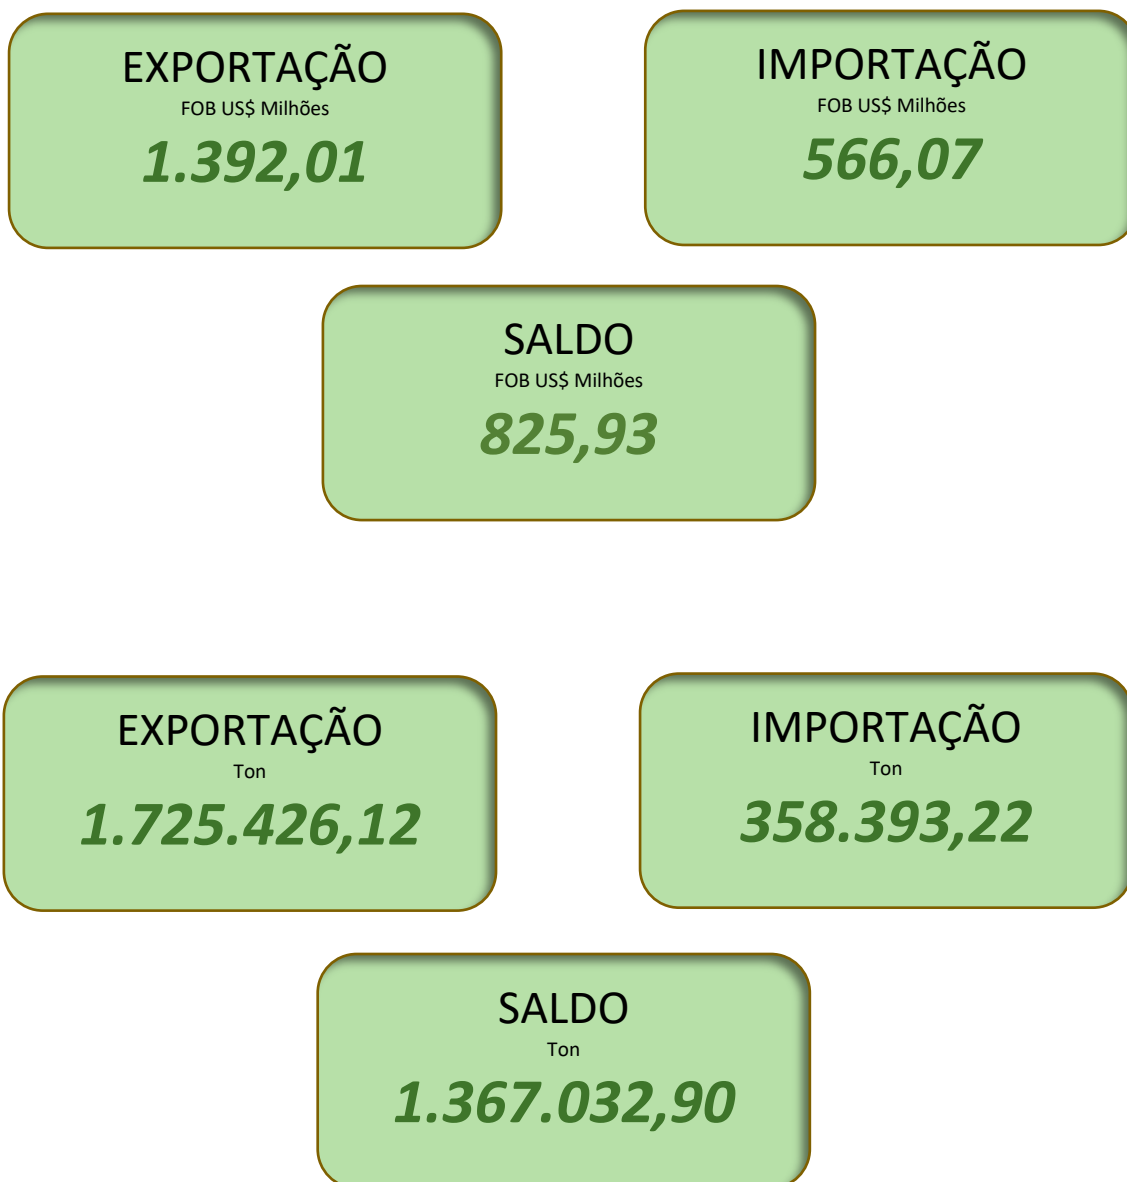 EXPORTAÇÃO
FOB US$ Milhões
1.392,01
IMPORTAÇÃO
FOB US$ Milhões
566,07
SALDO
FOB US$ Milhões
825,93
EXPORTAÇÃO
Ton
1.725.426,12
IMPORTAÇÃO
Ton
358.393,22
SALDO
Ton
1.367.032,90